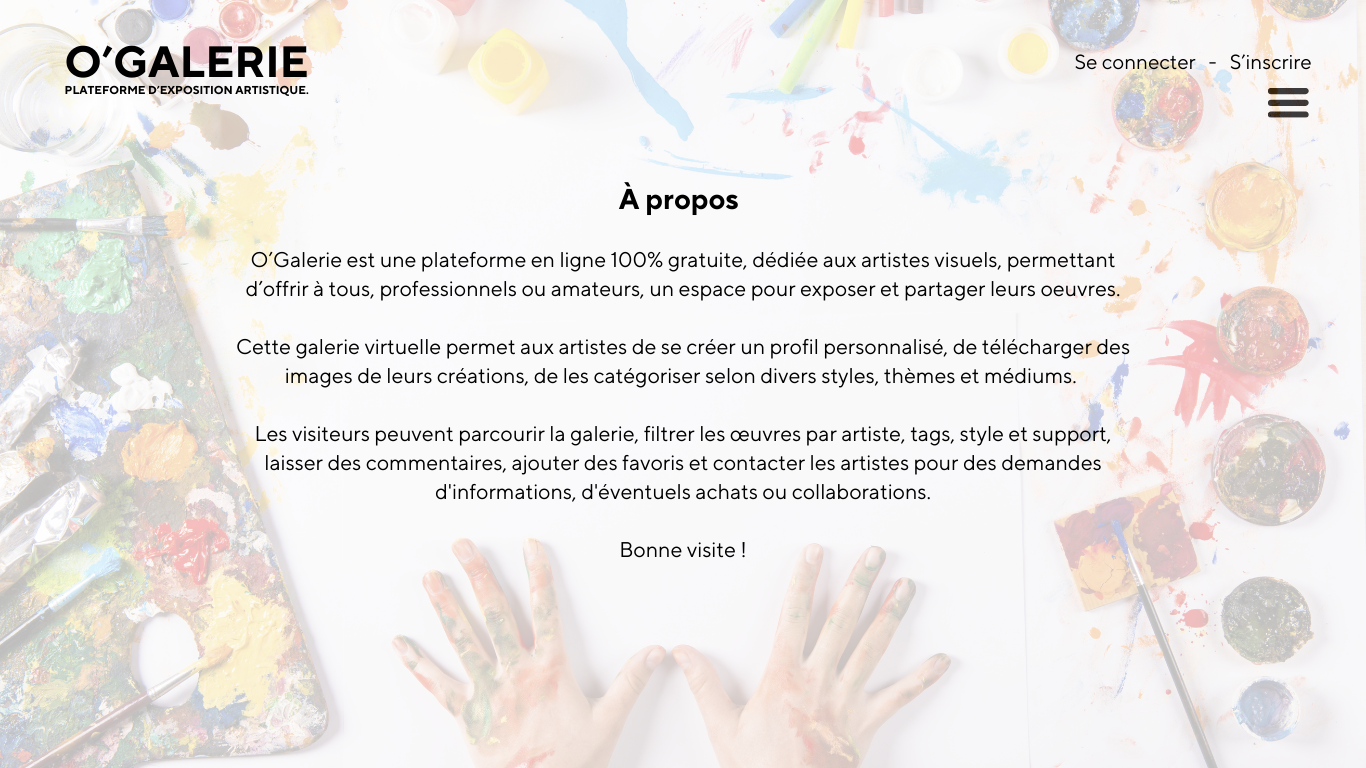 O’GALERIE
PLATEFORME D’EXPOSITION ARTISTIQUE.
Se connecter - S’inscrire
À propos
O’Galerie est une plateforme en ligne 100% gratuite, dédiée aux artistes visuels, permettant
d’offrir à tous, professionnels ou amateurs, un espace pour exposer et partager leurs oeuvres.
Cette galerie virtuelle permet aux artistes de se créer un profil personnalisé, de télécharger des
images de leurs créations, de les catégoriser selon divers styles, thèmes et médiums.
Les visiteurs peuvent parcourir la galerie, filtrer les œuvres par artiste, tags, style et support,
laisser des commentaires, ajouter des favoris et contacter les artistes pour des demandes
d'informations, d'éventuels achats ou collaborations.
Bonne visite !